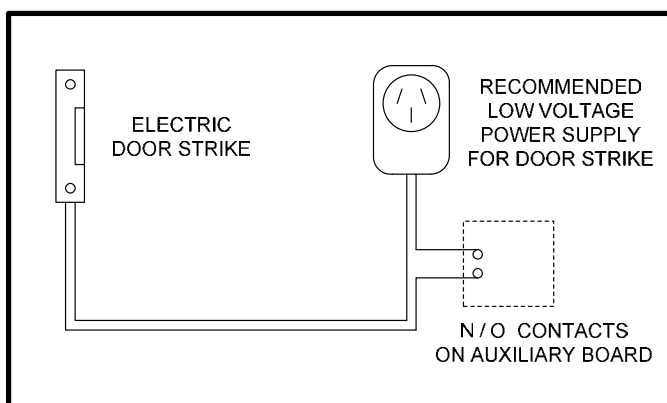 ELECTRIC
DOOR STRIKE
RECOMMENDED
LOW VOLTAGE
POWER SUPPLY
FOR DOOR STRIKE
N / O CONTACTS
ON AUXILIARY BOARD